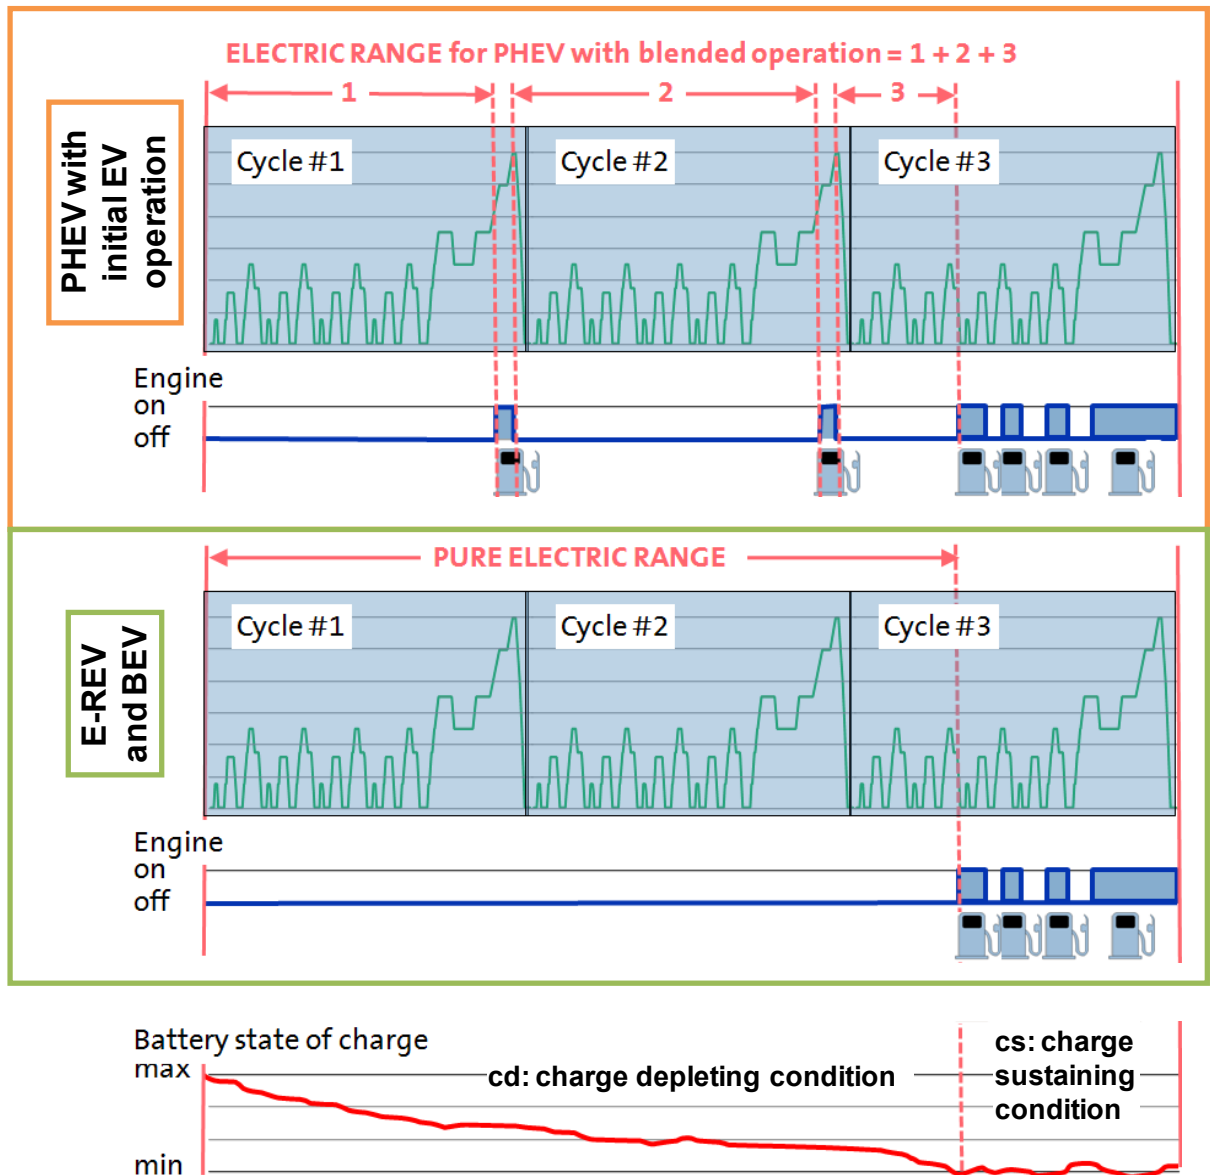 ELECTRIC RANGE for PHEV with blended operation = 1 + 2 + 3
1
2
3
PHEV with
initial EV
operation
Cycle #1
Cycle #2
Cycle #3
Engine
on
off
PURE ELECTRIC RANGE
E-REV
and BEV
Cycle #1
Cycle #2
Cycle #3
Engine
on
off
Battery state of charge
max
min
cd: charge depleting condition
cs: charge
sustaining
condition